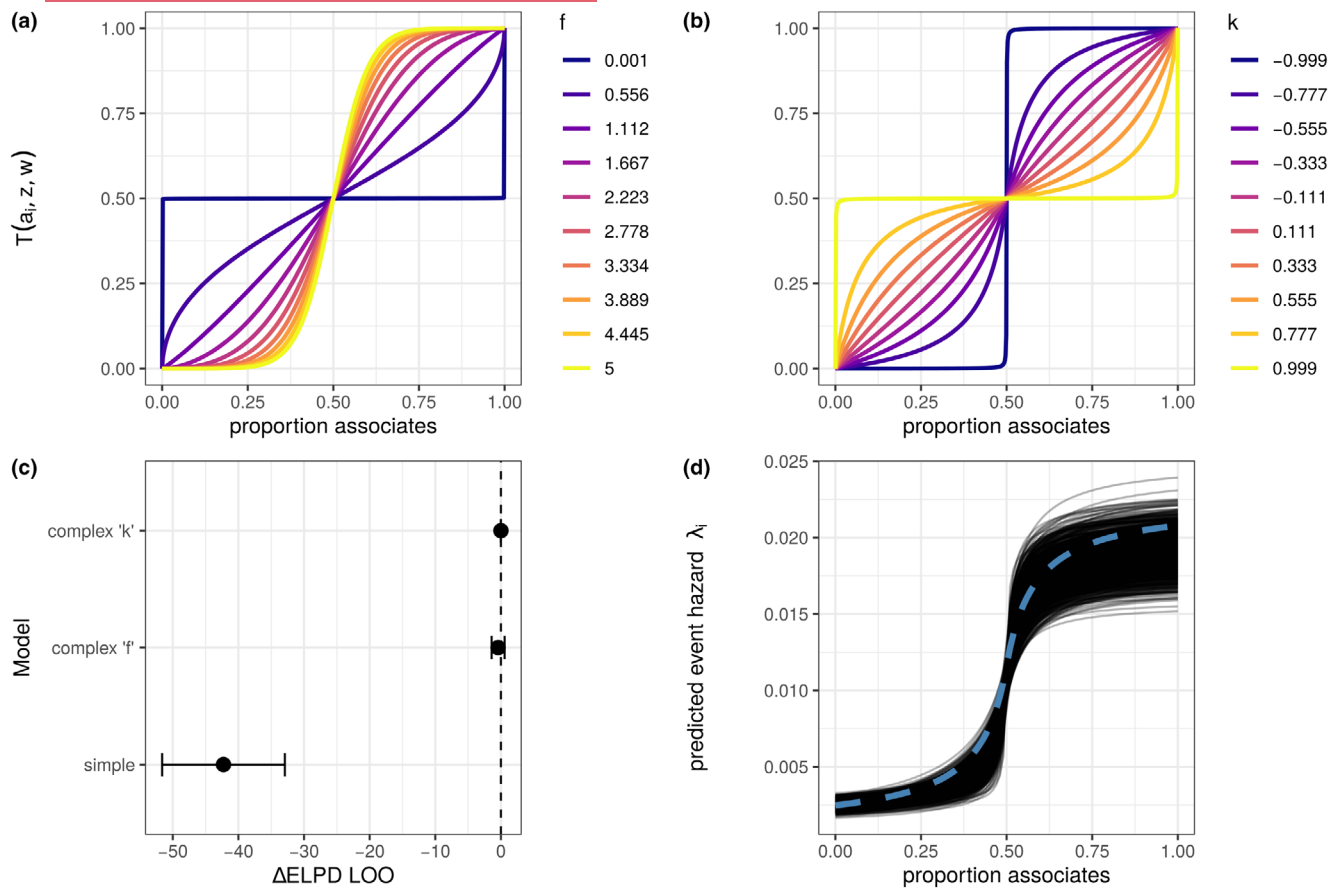 (a)
T(aᵢ, z, w)
1.00
0.75
0.50
0.25
0.00
0.00 0.25 0.50 0.75 1.00
proportion associates
f
0.001
0.556
1.112
1.667
2.223
2.778
3.334
3.889
4.445
5
(b)
1.00
0.75
0.50
0.25
0.00
0.00 0.25 0.50 0.75 1.00
proportion associates
k
−0.999
−0.777
−0.555
−0.333
−0.111
0.111
0.333
0.555
0.777
0.999
(c)
Model
complex 'k'
complex 'f'
simple
−50 −40 −30 −20 −10 0
ΔELPD LOO
(d)
predicted event hazard λᵢ
0.025
0.020
0.015
0.010
0.005
0.00 0.25 0.50 0.75 1.00
proportion associates